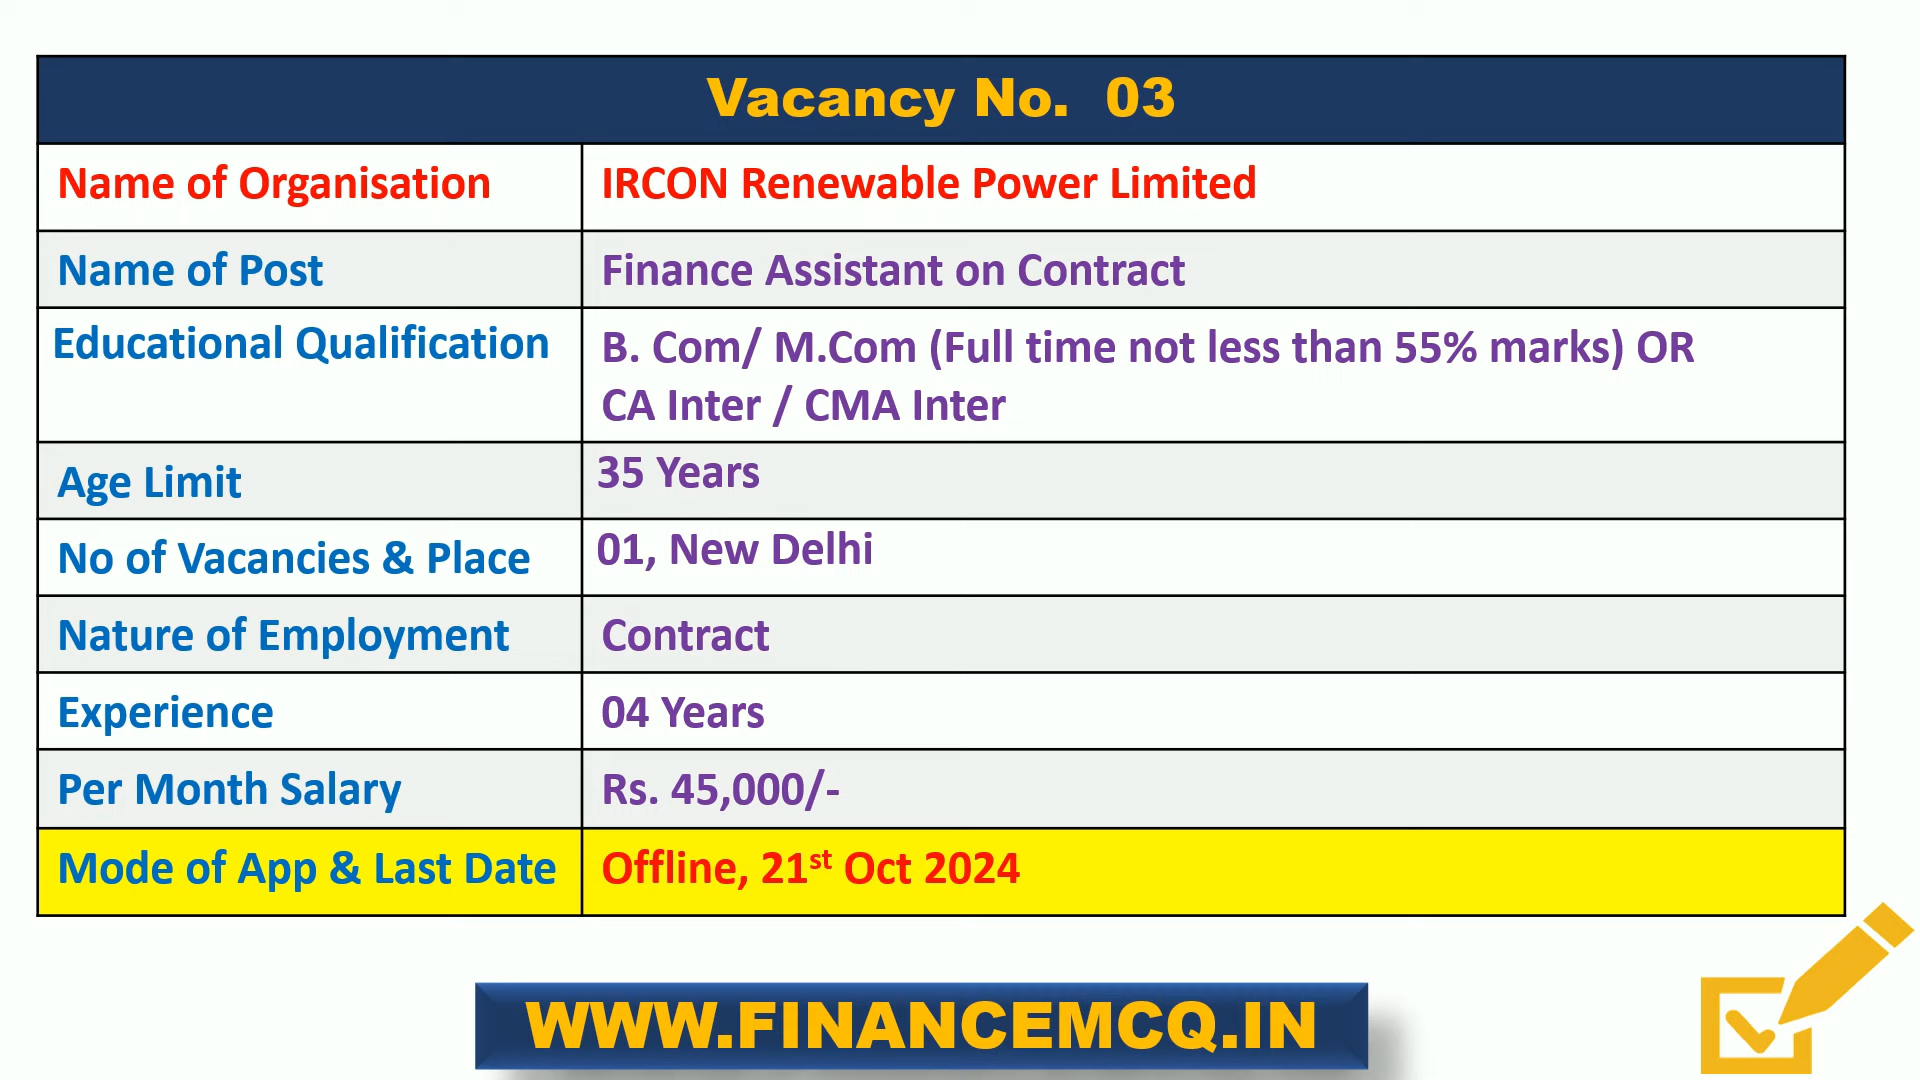 Vacancy No. 03
Name of Organisation
IRCON Renewable Power Limited
Name of Post
Finance Assistant on Contract
Educational Qualification
B. Com/ M.Com (Full time not less than 55% marks) OR
CA Inter / CMA Inter
Age Limit
35 Years
No of Vacancies & Place
01, New Delhi
Nature of Employment
Contract
Experience
04 Years
Per Month Salary
Rs. 45,000/-
Mode of App & Last Date
Offline, 21st Oct 2024
WWW.FINANCEMCQ.IN